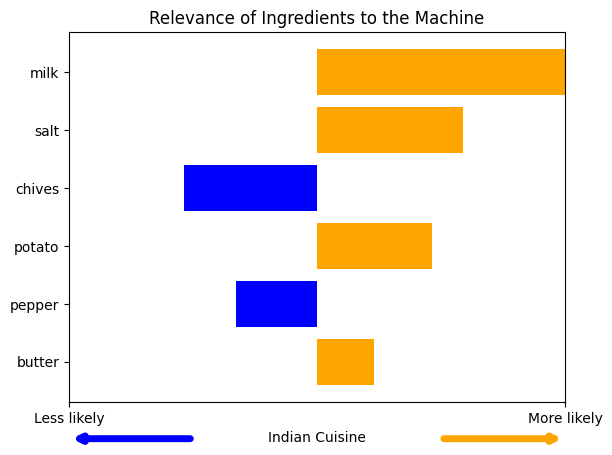 Relevance of Ingredients to the Machine
milk
salt
chives
potato
pepper
butter
Less likely
More likely
Indian Cuisine